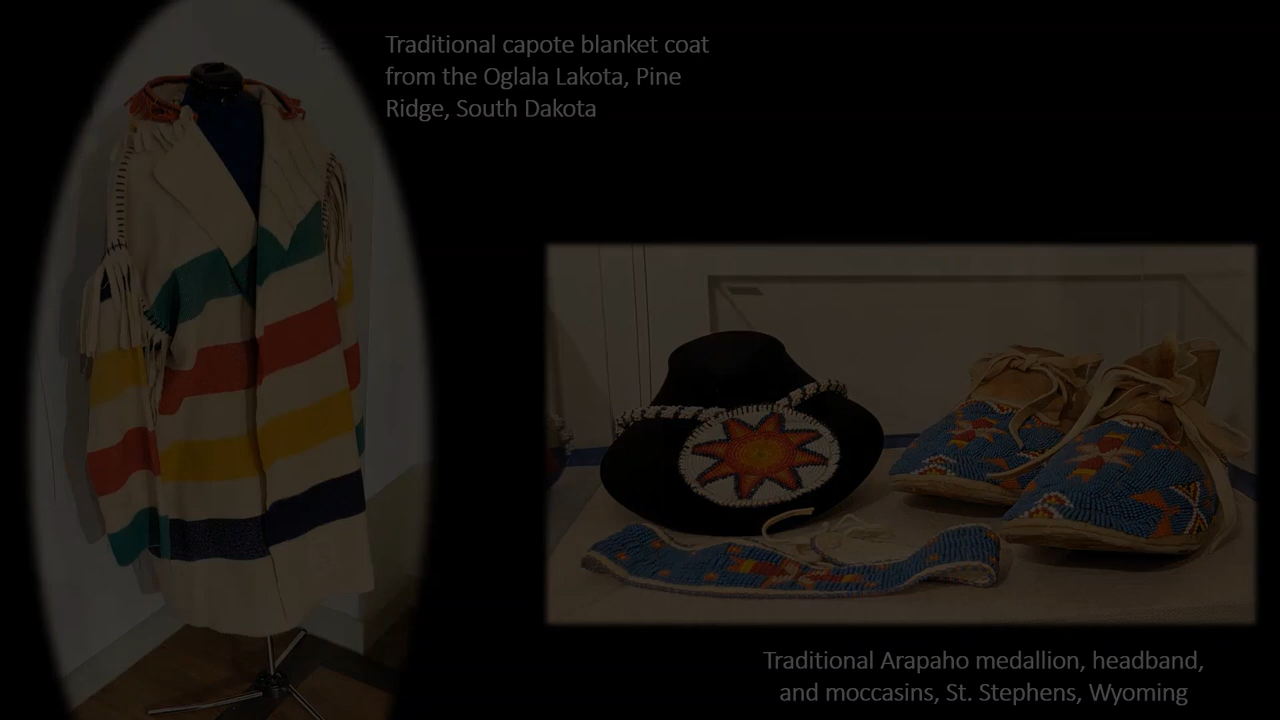 Traditional capote blanket coat
from the Oglala Lakota, Pine
Ridge, South Dakota
Traditional Arapaho medallion, headband,
and moccasins, St. Stephens, Wyoming